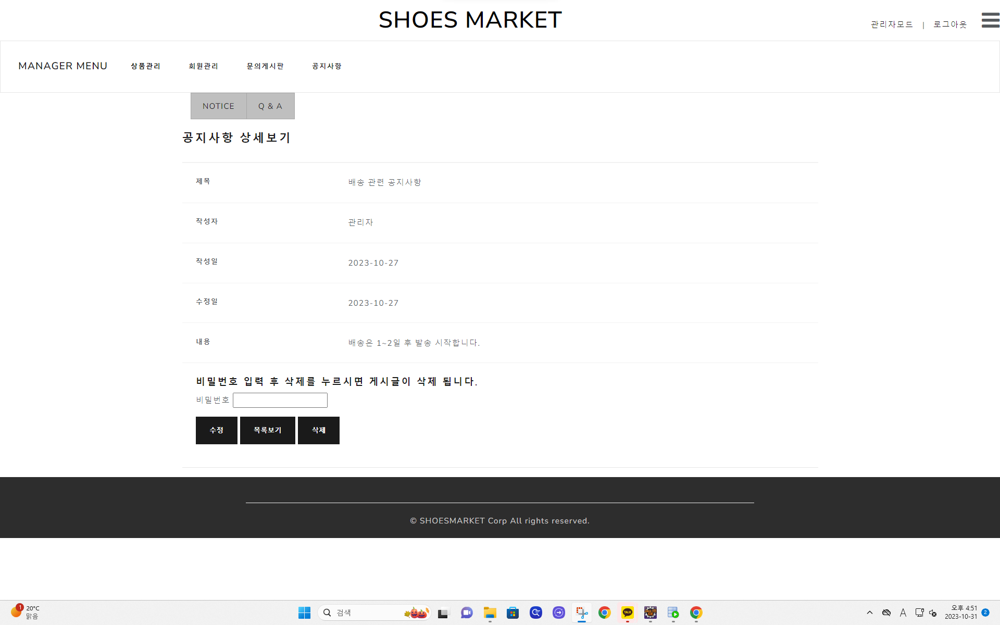 SHOES MARKET
관리자모드 | 로그아웃
MANAGER MENU 상품관리 회원관리 문의게시판 공지사항
NOTICE Q & A
공지사항 상세보기
제목 배송 관련 공지사항
작성자 관리자
작성일 2023-10-27
수정일 2023-10-27
내용 배송은 1~2일 후 발송 시작합니다.
비밀번호 입력 후 삭제를 누르시면 게시글이 삭제 됩니다.
비밀번호
수정 목록보기 삭제
© SHOESMARKET Corp All rights reserved.
1 20°C
맑음
검색
TALK
A
오후 4:51
2023-10-31
2